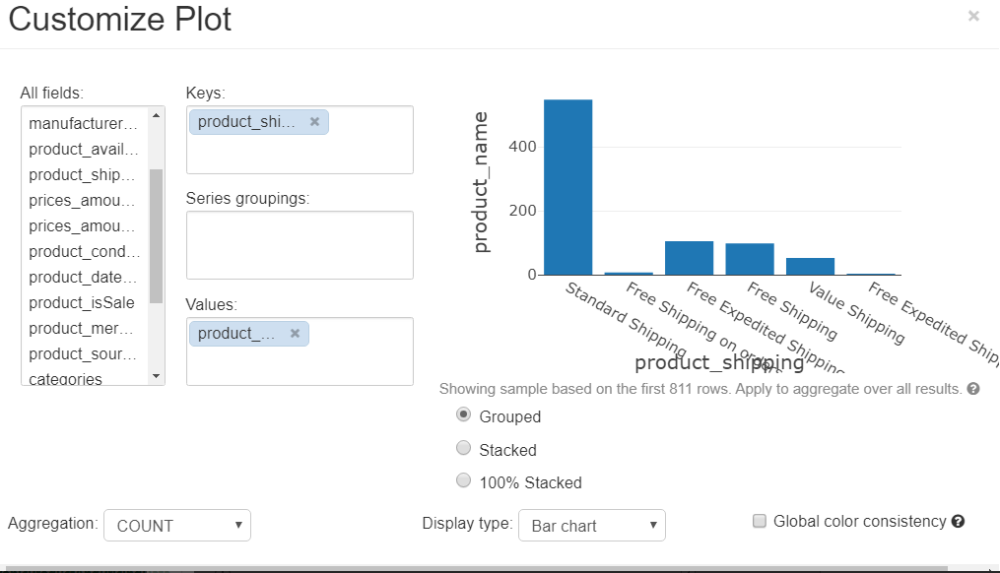 Customize Plot
×
All fields:
manufacturer...
product_avail...
product_ship...
prices_amou...
prices_amou...
product_cond...
product_date...
product_isSale
product_mer...
product_sour...
categories
Keys:
product_shi... ×
Series groupings:
Values:
product_... ×
product_name
400
200
0
Standard Shipping
Free Shipping on orders
Free Expedited Shipping
Free Shipping
Value Shipping
Free Expedited Shipp
product_shipping
Showing sample based on the first 811 rows. Apply to aggregate over all results. ?
Grouped
Stacked
100% Stacked
Aggregation: COUNT
Display type: Bar chart
Global color consistency ?